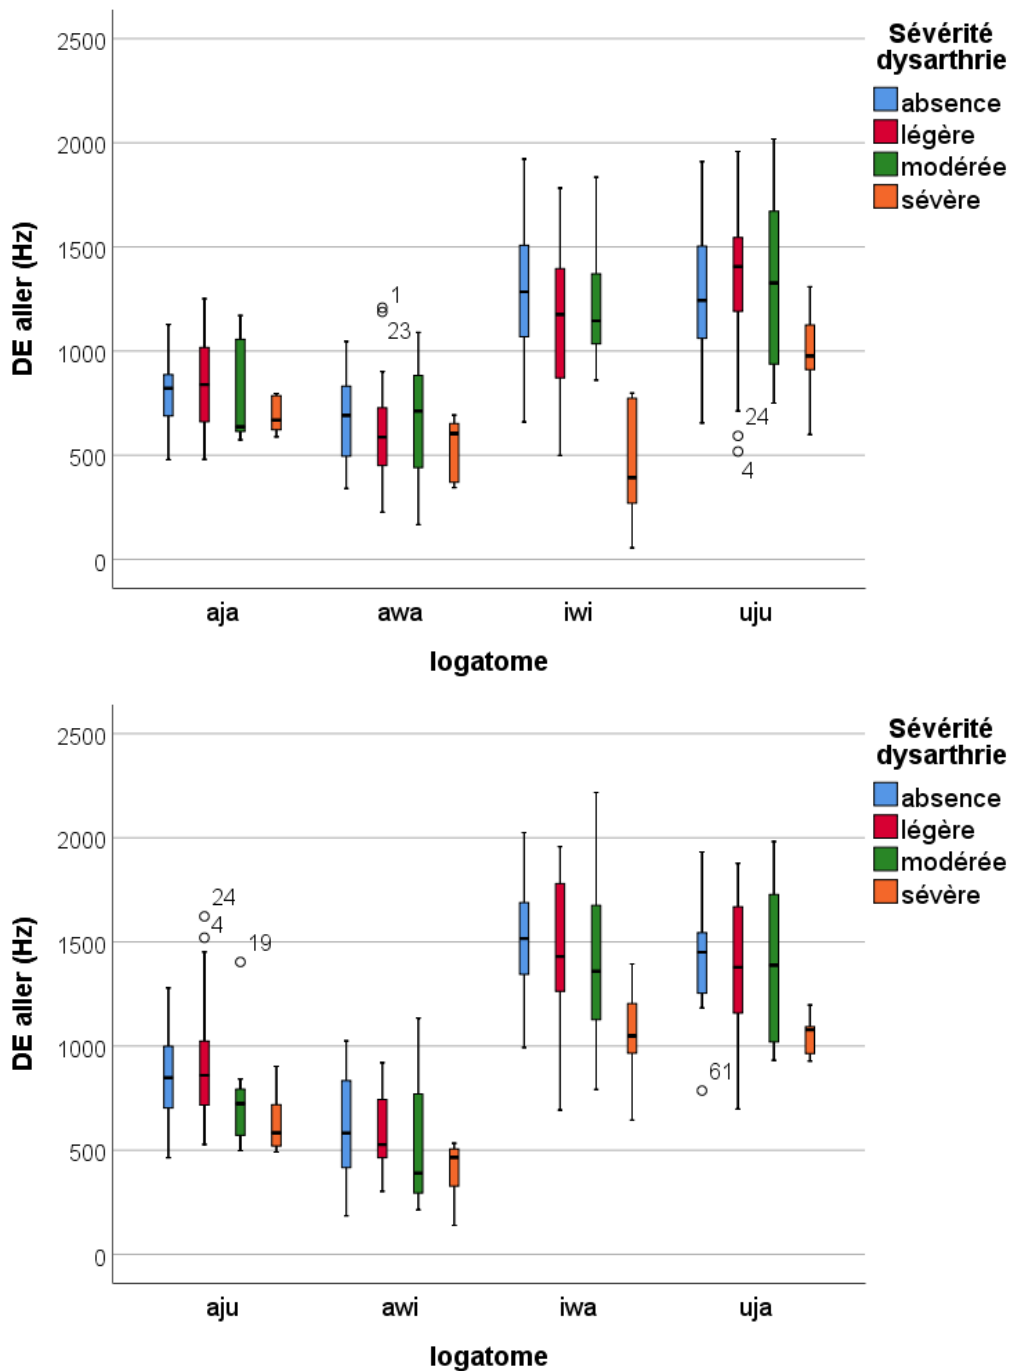 Sévérité
dysarthrie
absence
légère
modérée
sévère
DE aller (Hz)
2500
2000
1500
1000
500
0
1
23
24
4
aja awa iwi uju
logatome
Sévérité
dysarthrie
absence
légère
modérée
sévère
DE aller (Hz)
2500
2000
1500
1000
500
0
24
4
19
61
aju awi iwa uja
logatome